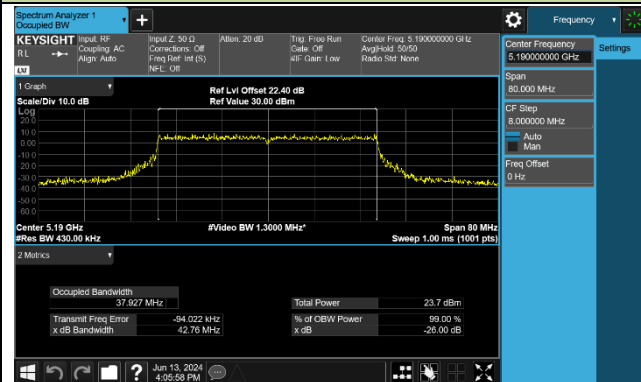 Spectrum Analyzer 1
Occupied BW
+
Frequency
KEYSIGHT
Input: RF
Input Z: 50 Ω
Atten: 20 dB
Trig: Free Run
Center Freq: 5.190000000 GHz
RL
Coupling: AC
Corrections: Off
Gate: Off
Avg|Hold: 50/50
Align: Auto
Freq Ref: Int (S)
#IF Gain: Low
Radio Std: None
LXI
NFE: Off
Center Frequency
5.190000000 GHz
Settings
Span
80.000 MHz
CF Step
8.000000 MHz
Auto
Man
Freq Offset
0 Hz
1 Graph
Ref Lvl Offset 22.40 dB
Scale/Div 10.0 dB
Ref Value 30.00 dBm
Log
20.0
10.0
0.00
-10.0
-20.0
-30.0
-40.0
-50.0
-60.0
Center 5.19 GHz
#Video BW 1.3000 MHz*
Span 80 MHz
#Res BW 430.00 kHz
Sweep 1.00 ms (1001 pts)
2 Metrics
Occupied Bandwidth
37.927 MHz
Total Power
23.7 dBm
Transmit Freq Error
-94.022 kHz
% of OBW Power
99.00 %
x dB Bandwidth
42.76 MHz
x dB
-26.00 dB
?
Jun 13, 2024
4:05:58 PM